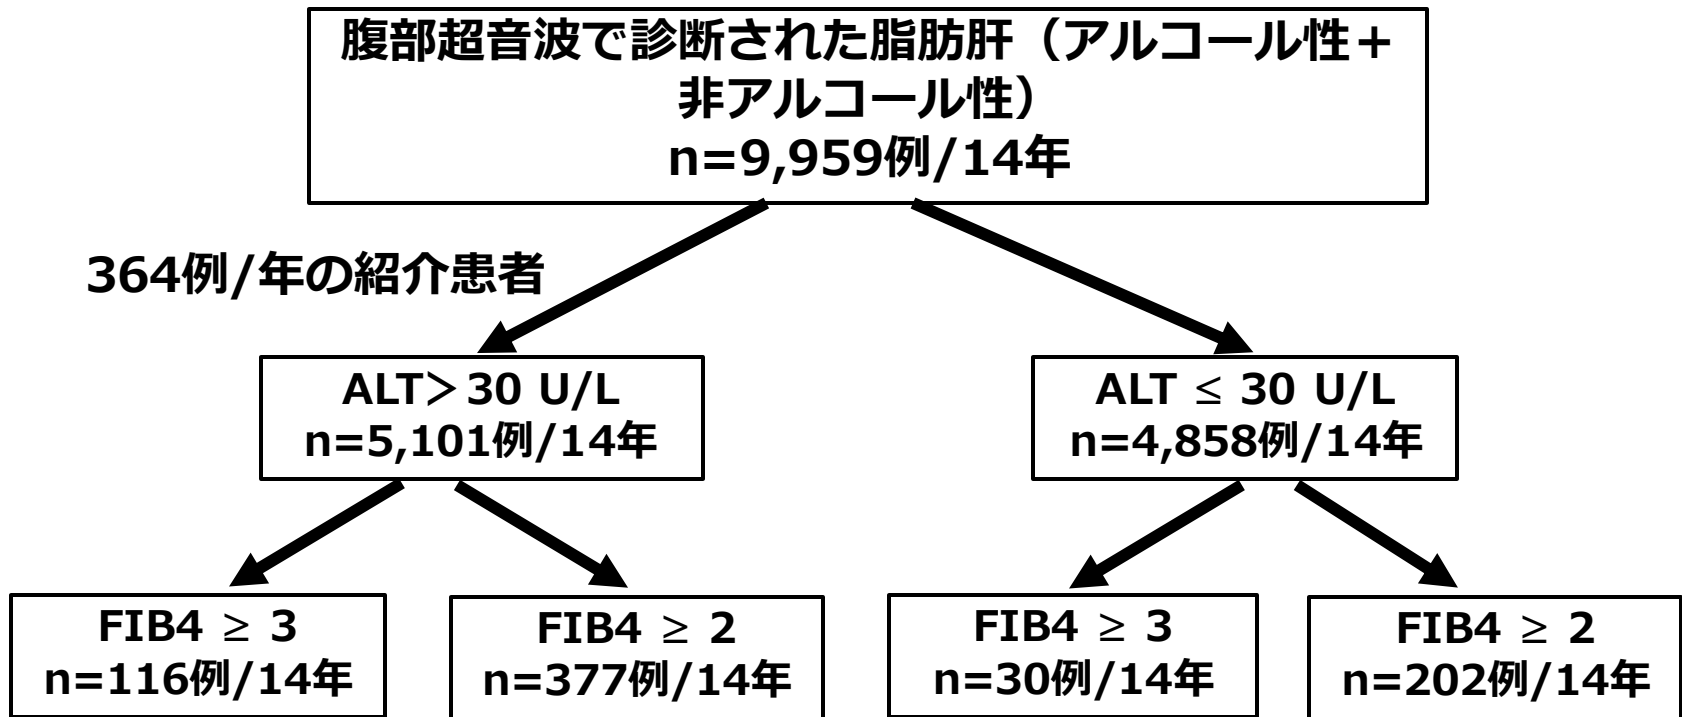 腹部超音波で診断された脂肪肝（アルコール性＋
非アルコール性）
n=9,959例/14年
364例/年の紹介患者
ALT＞30 U/L
n=5,101例/14年
ALT ≤ 30 U/L
n=4,858例/14年
FIB4 ≥ 3
n=116例/14年
FIB4 ≥ 2
n=377例/14年
FIB4 ≥ 3
n=30例/14年
FIB4 ≥ 2
n=202例/14年